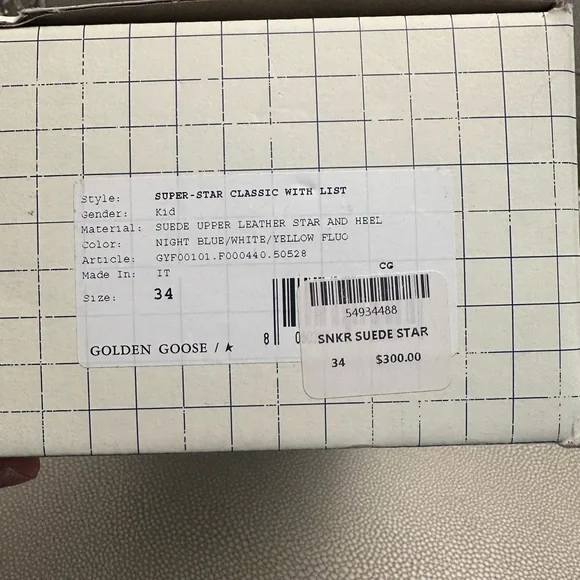 Style: SUPER-STAR CLASSIC WITH LIST
Gender: Kid
Material: SUEDE UPPER LEATHER STAR AND HEEL
Color: NIGHT BLUE/WHITE/YELLOW FLUO
Article: GYF00101.F000440.50528
Made In: IT
CG
Size: 34
54934488
SNKR SUEDE STAR
34 $300.00
GOLDEN GOOSE / ★
8 0